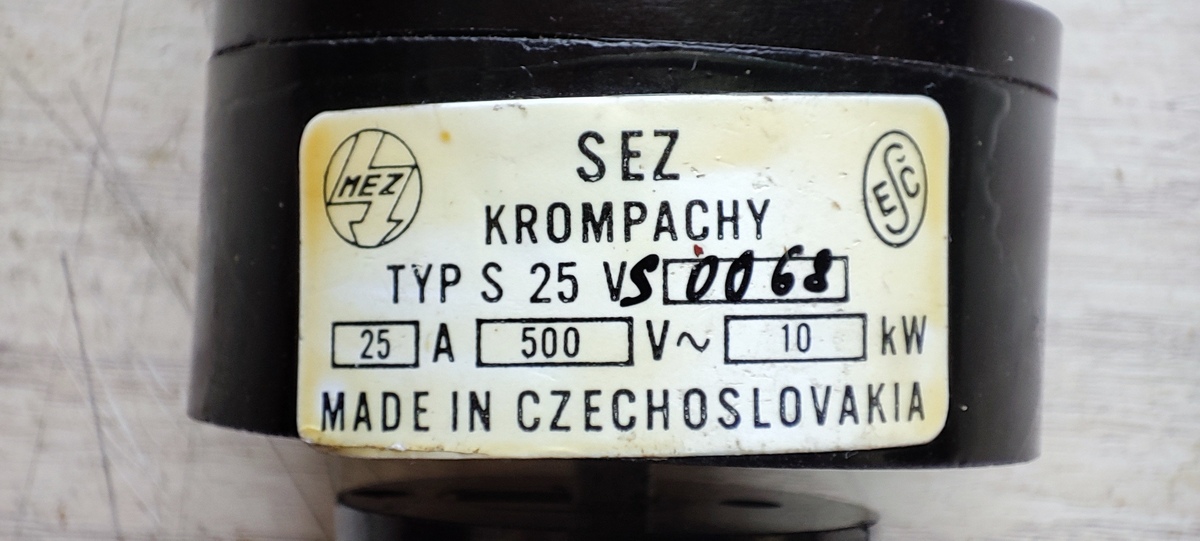 MEZ
SEZ
ESC
KROMPACHY
TYP S 25 VS 0068
25 A 500 V~ 10 kW
MADE IN CZECHOSLOVAKIA